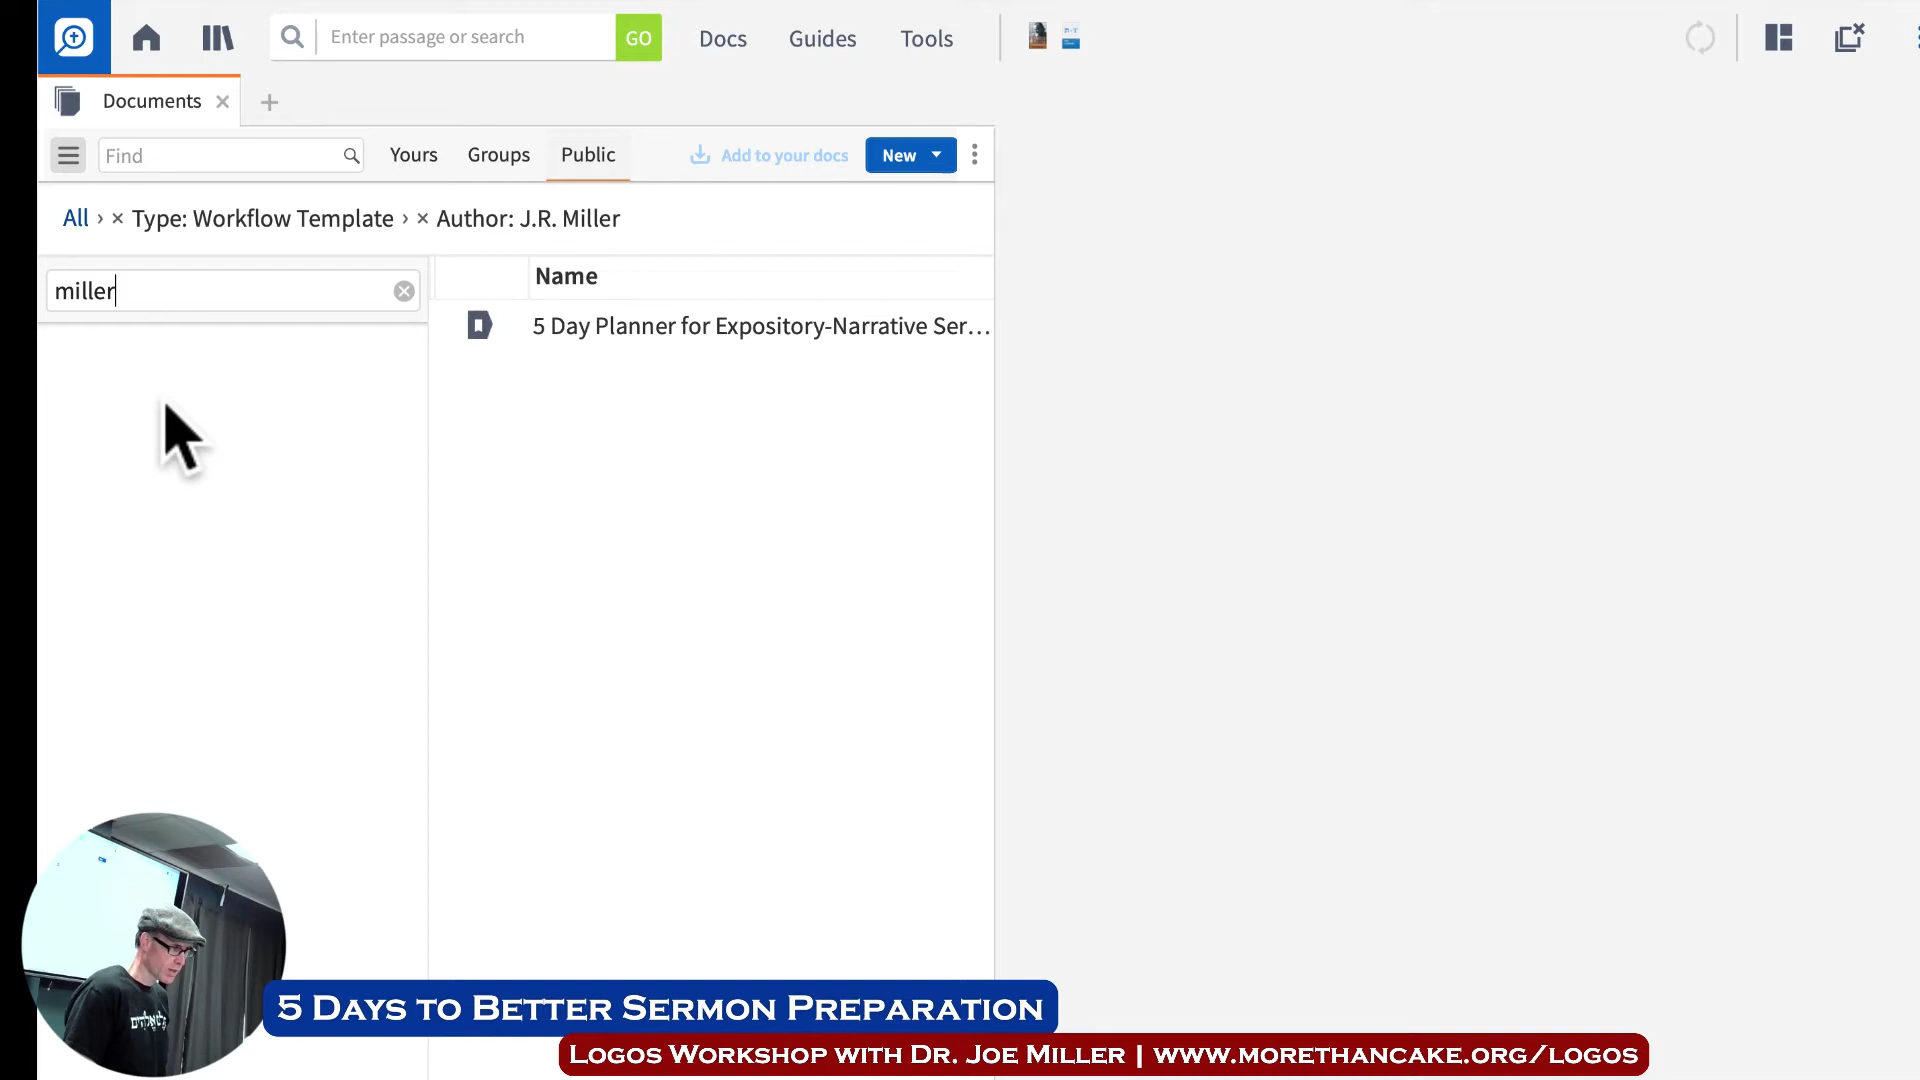 Enter passage or search
GO
Docs
Guides
Tools
Documents
Find
Yours
Groups
Public
Add to your docs
New
All › × Type: Workflow Template › × Author: J.R. Miller
miller
Name
5 Day Planner for Expository-Narrative Ser...
5 Days to Better Sermon Preparation
Logos Workshop with Dr. Joe Miller | www.morethancake.org/logos